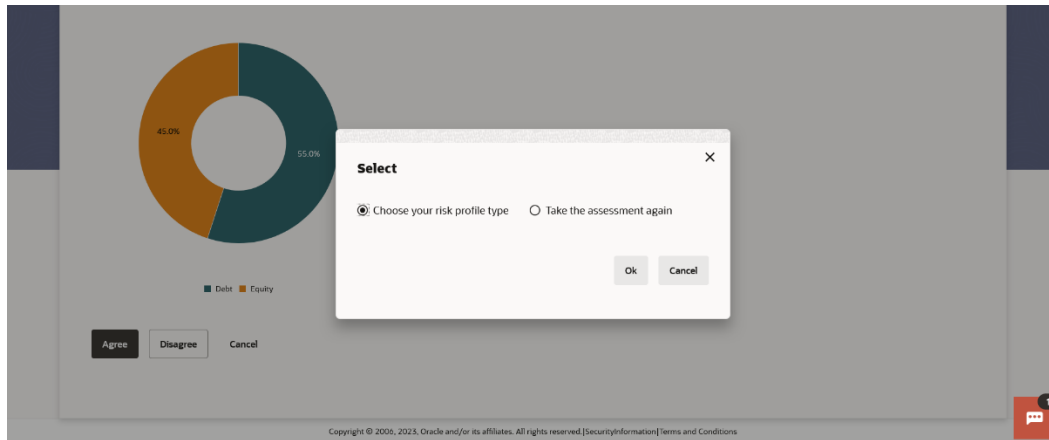 45.0%
55.0%
Debt Equity
Select
Choose your risk profile type Take the assessment again
Ok Cancel
Agree Disagree Cancel
Copyright © 2006, 2023, Oracle and/or its affiliates. All rights reserved.|SecurityInformation|Terms and Conditions